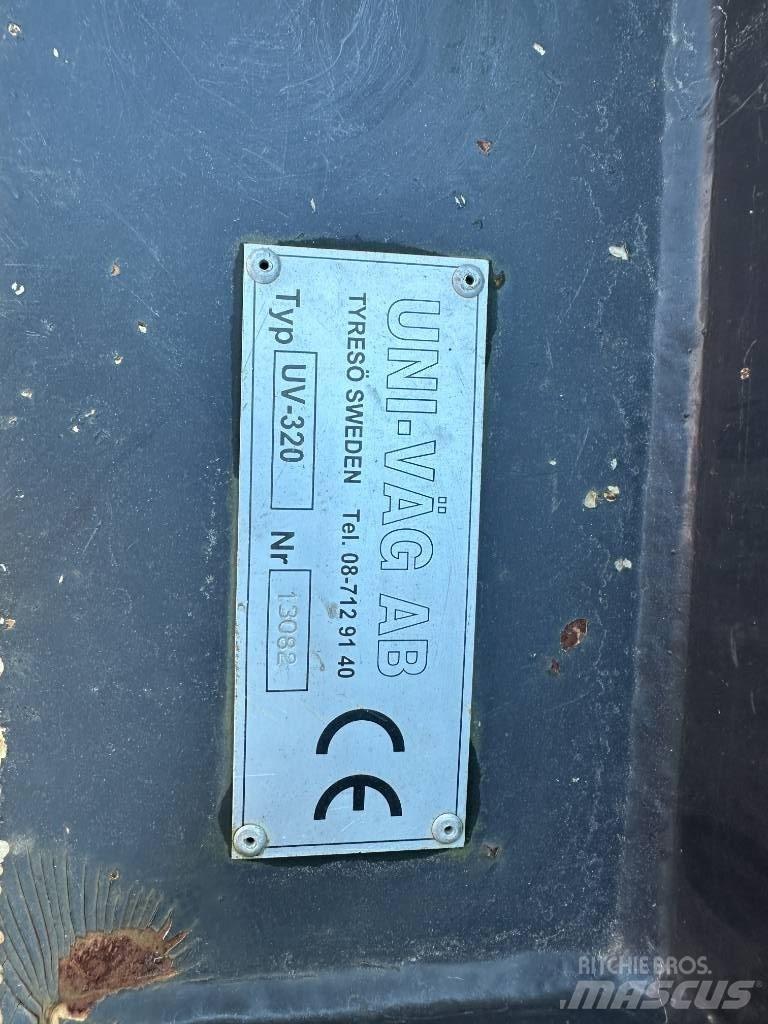 UNI-VÄG AB
TYRESÖ SWEDEN Tel. 08-712 91 40
Typ UV-320 Nr 13082
CE
RITCHIE BROS.
MASCUS